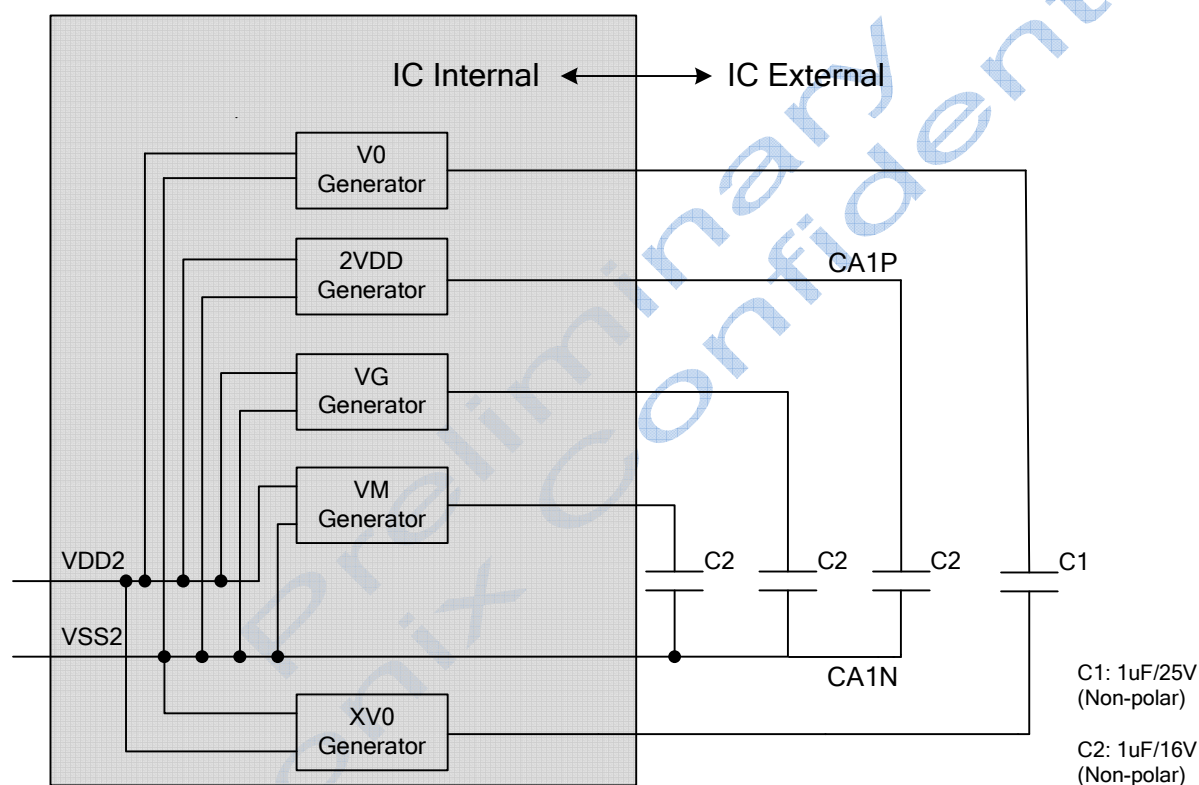 IC Internal
IC External
V0
Generator
2VDD
Generator
CA1P
VG
Generator
VM
Generator
VDD2
C2
C2
C2
C1
VSS2
CA1N
XV0
Generator
C1: 1uF/25V
(Non-polar)
C2: 1uF/16V
(Non-polar)
Preliminary
onix Confident